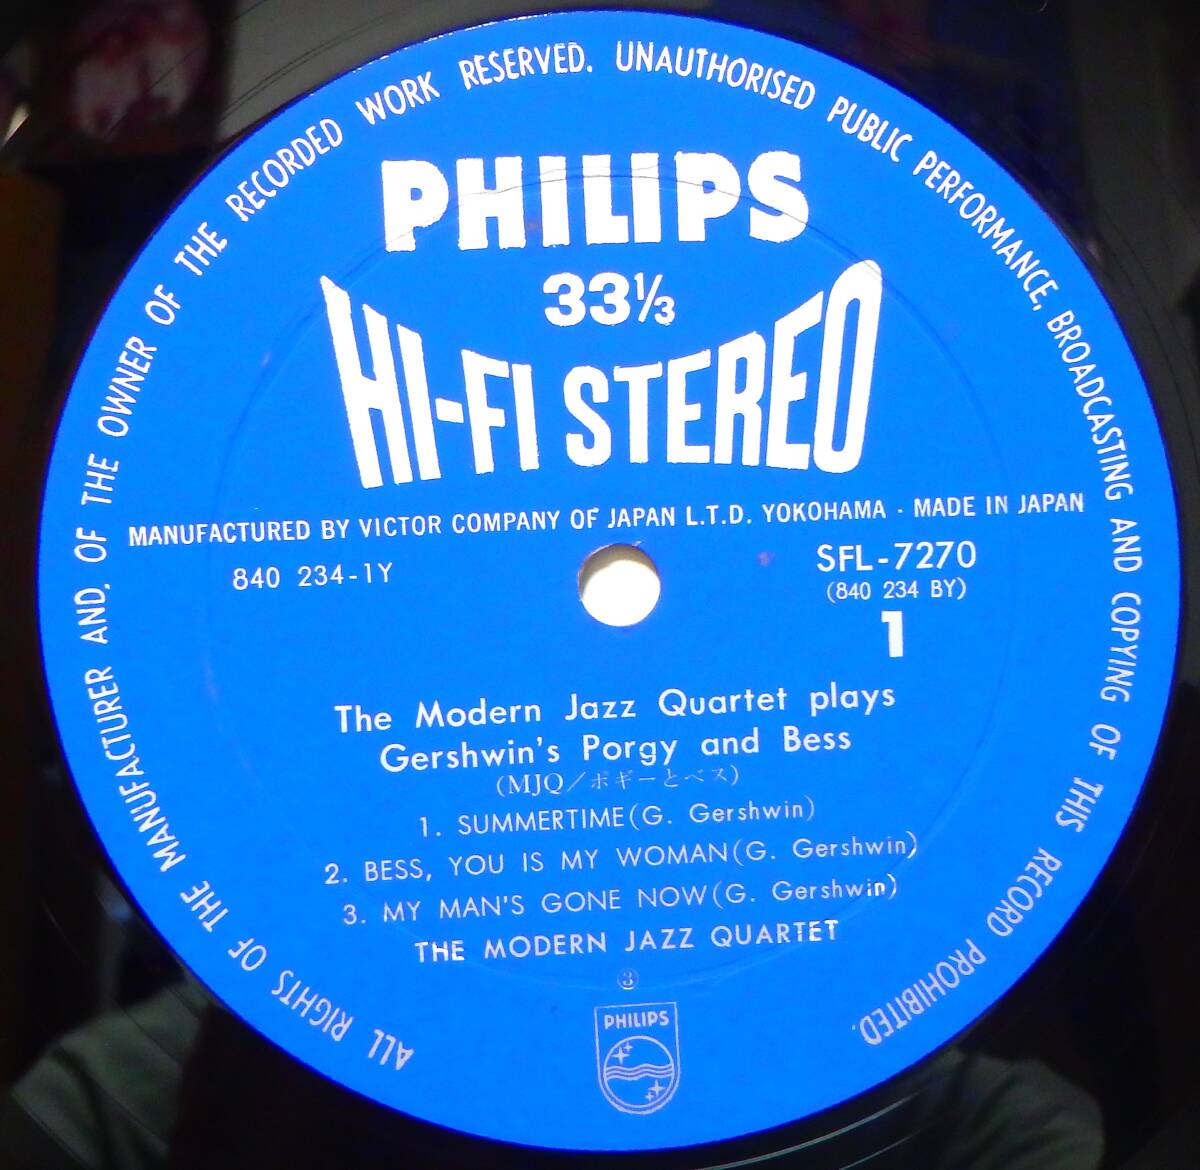 ALL RIGHTS OF THE MANUFACTURER AND, OF THE OWNER OF THE RECORDED WORK RESERVED. UNAUTHORISED PUBLIC PERFORMANCE, BROADCASTING AND COPYING OF THIS RECORD PROHIBITED.
PHILIPS
33⅓
HI-FI STEREO
MANUFACTURED BY VICTOR COMPANY OF JAPAN L.T.D. YOKOHAMA · MADE IN JAPAN
840 234-1Y
SFL-7270
(840 234 BY)
1
The Modern Jazz Quartet plays
Gershwin's Porgy and Bess
(MJQ/ポギーとベス)
1. SUMMERTIME(G. Gershwin)
2. BESS, YOU IS MY WOMAN(G. Gershwin)
3. MY MAN'S GONE NOW(G. Gershwin)
THE MODERN JAZZ QUARTET
③
PHILIPS